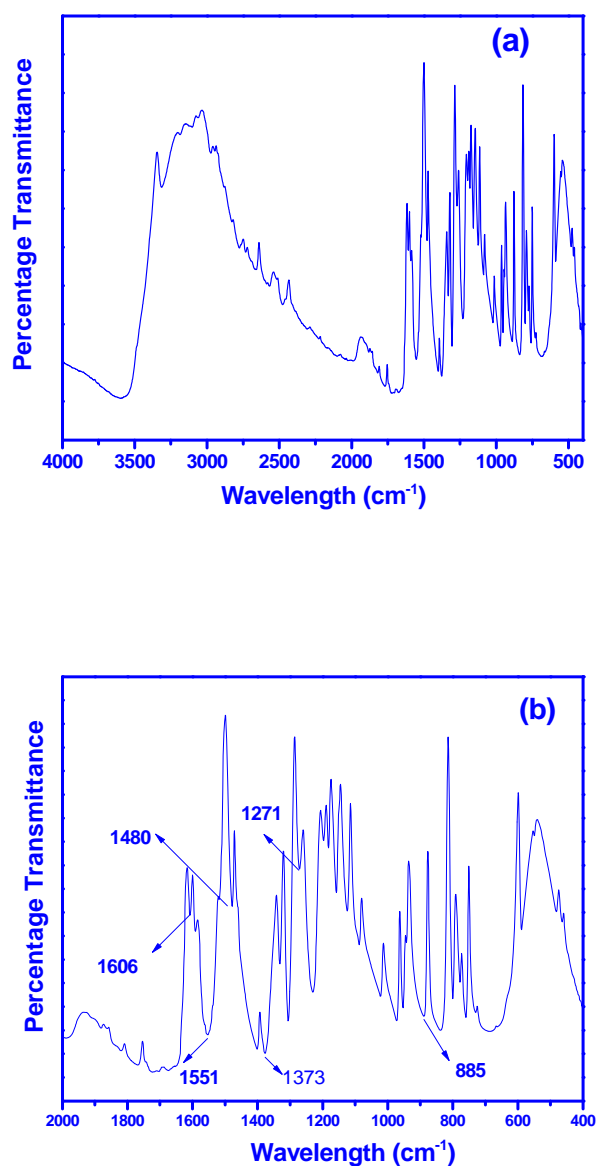 (a)
Percentage Transmittance
4000 3500 3000 2500 2000 1500 1000 500
Wavelength (cm-1)
(b)
Percentage Transmittance
1271
1480
1606
1551
1373
885
2000 1800 1600 1400 1200 1000 800 600 400
Wavelength (cm-1)